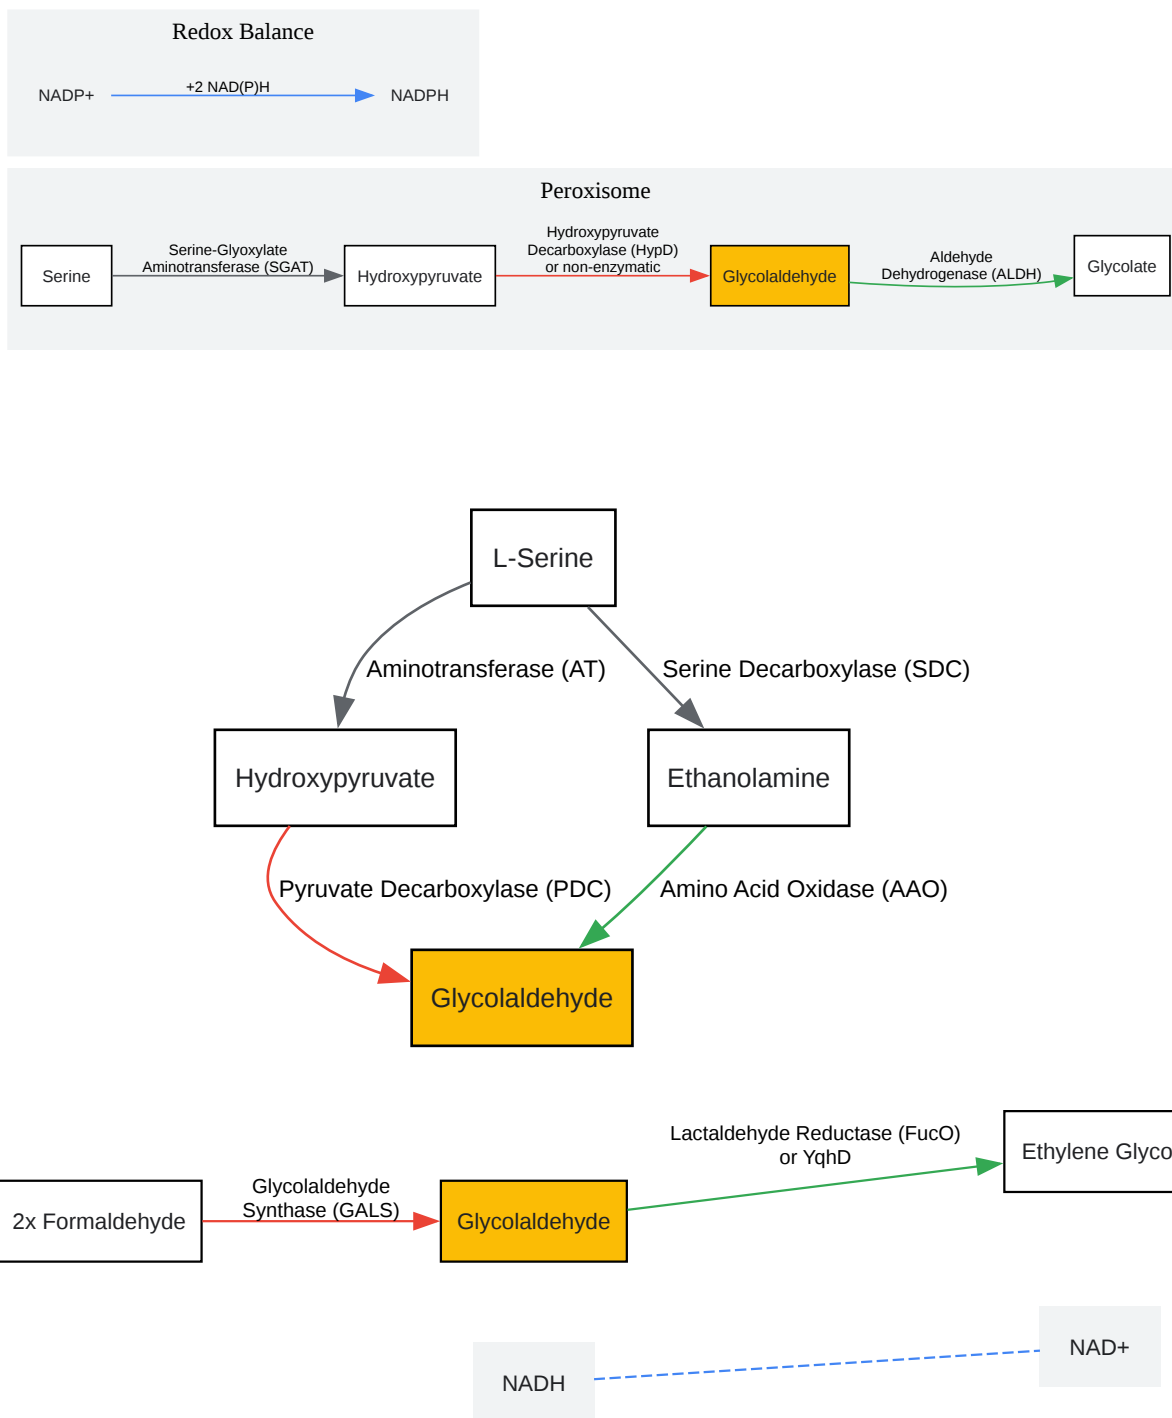 Redox Balance
NADP+
+2 NAD(P)H
NADPH
Peroxisome
Serine
Serine-Glyoxylate
Aminotransferase (SGAT)
Hydroxypyruvate
Hydroxypyruvate
Decarboxylase (HypD)
or non-enzymatic
Glycolaldehyde
Aldehyde
Dehydrogenase (ALDH)
Glycolate
L-Serine
Aminotransferase (AT)
Serine Decarboxylase (SDC)
Hydroxypyruvate
Ethanolamine
Pyruvate Decarboxylase (PDC)
Amino Acid Oxidase (AAO)
Glycolaldehyde
2x Formaldehyde
Glycolaldehyde
Synthase (GALS)
Glycolaldehyde
Lactaldehyde Reductase (FucO)
or YqhD
Ethylene Glyco
NADH
NAD+